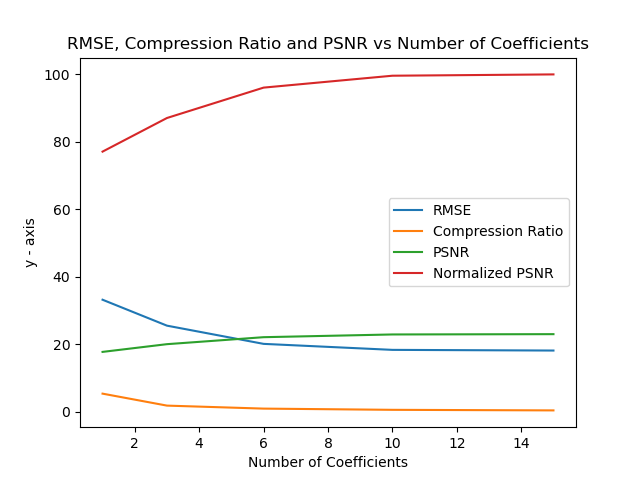 RMSE, Compression Ratio and PSNR vs Number of Coefficients
100
80
60
40
20
0
y - axis
RMSE
Compression Ratio
PSNR
Normalized PSNR
2 4 6 8 10 12 14
Number of Coefficients